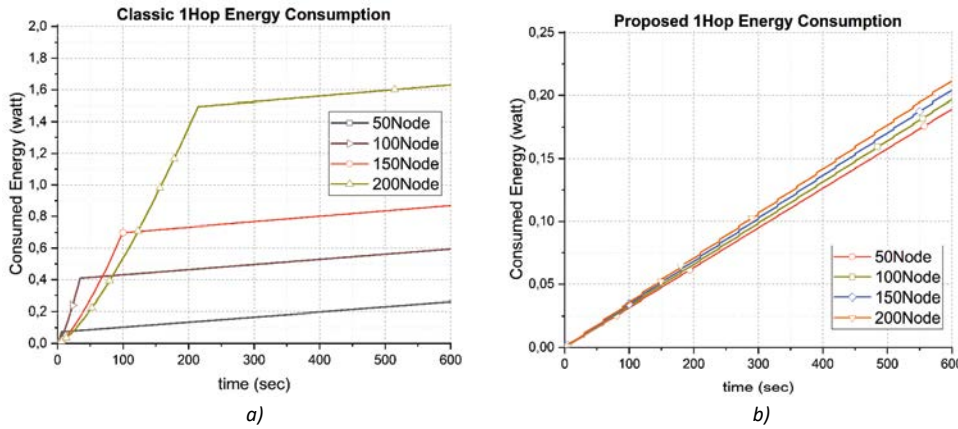 Classic 1Hop Energy Consumption
2,0
1,8
1,6
1,4
1,2
1,0
0,8
0,6
0,4
0,2
0,0
Consumed Energy (watt)
50Node
100Node
150Node
200Node
0 100 200 300 400 500 600
time (sec)
a)
Proposed 1Hop Energy Consumption
0,25
0,20
0,15
0,10
0,05
0,00
Consumed Energy (watt)
50Node
100Node
150Node
200Node
0 100 200 300 400 500 600
time (sec)
b)